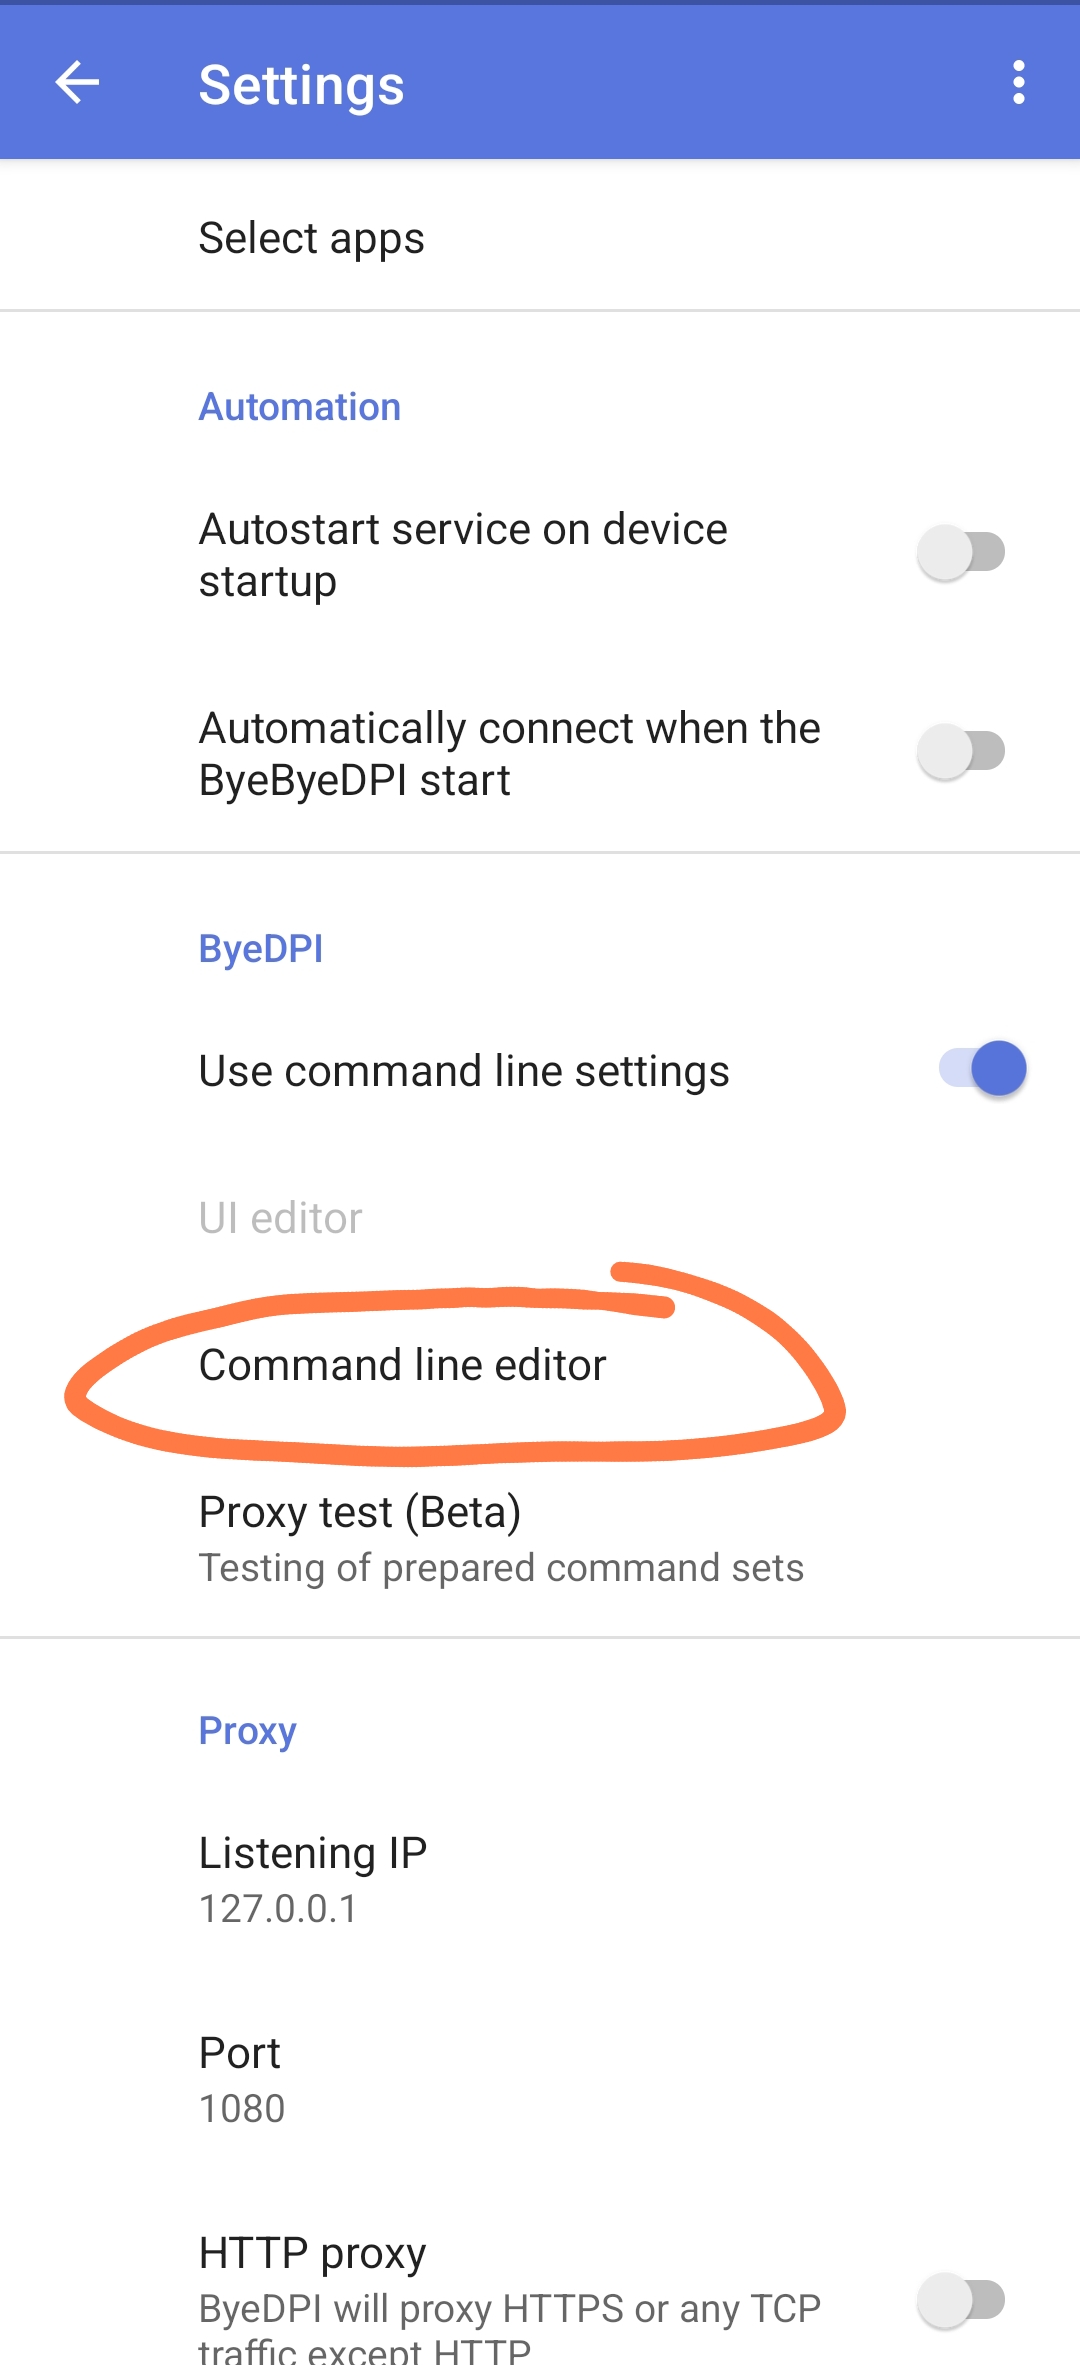 Settings
Select apps
Automation
Autostart service on device
startup
Automatically connect when the
ByeByeDPI start
ByeDPI
Use command line settings
UI editor
Command line editor
Proxy test (Beta)
Testing of prepared command sets
Proxy
Listening IP
127.0.0.1
Port
1080
HTTP proxy
ByeDPI will proxy HTTPS or any TCP
traffic except HTTP